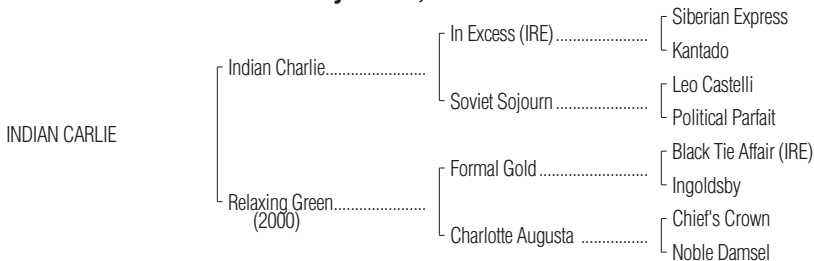 Siberian Express
In Excess (IRE)....................
Kantado
Indian Charlie........................
Leo Castelli
Soviet Sojourn ....................
Political Parfait
INDIAN CARLIE
Black Tie Affair (IRE)
Formal Gold........................
Ingoldsby
Relaxing Green......................
(2000)
Chief's Crown
Charlotte Augusta ................
Noble Damsel